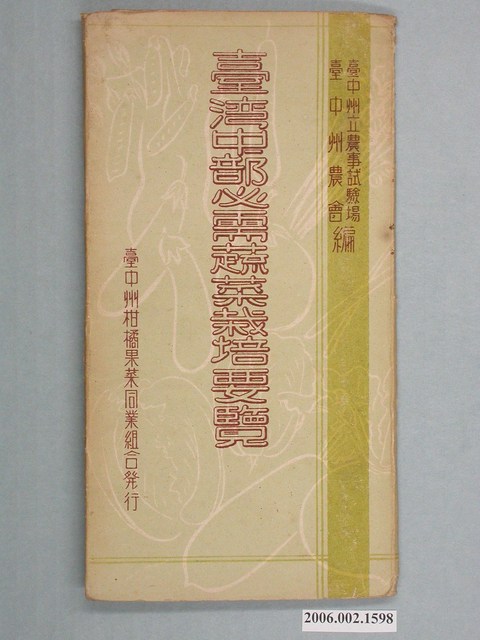 臺中州立農事試驗場
臺中州農會編
臺湾中部必需蔬菜栽培要覽
臺中州柑橘果菜同業組合発行
2006.002.1598